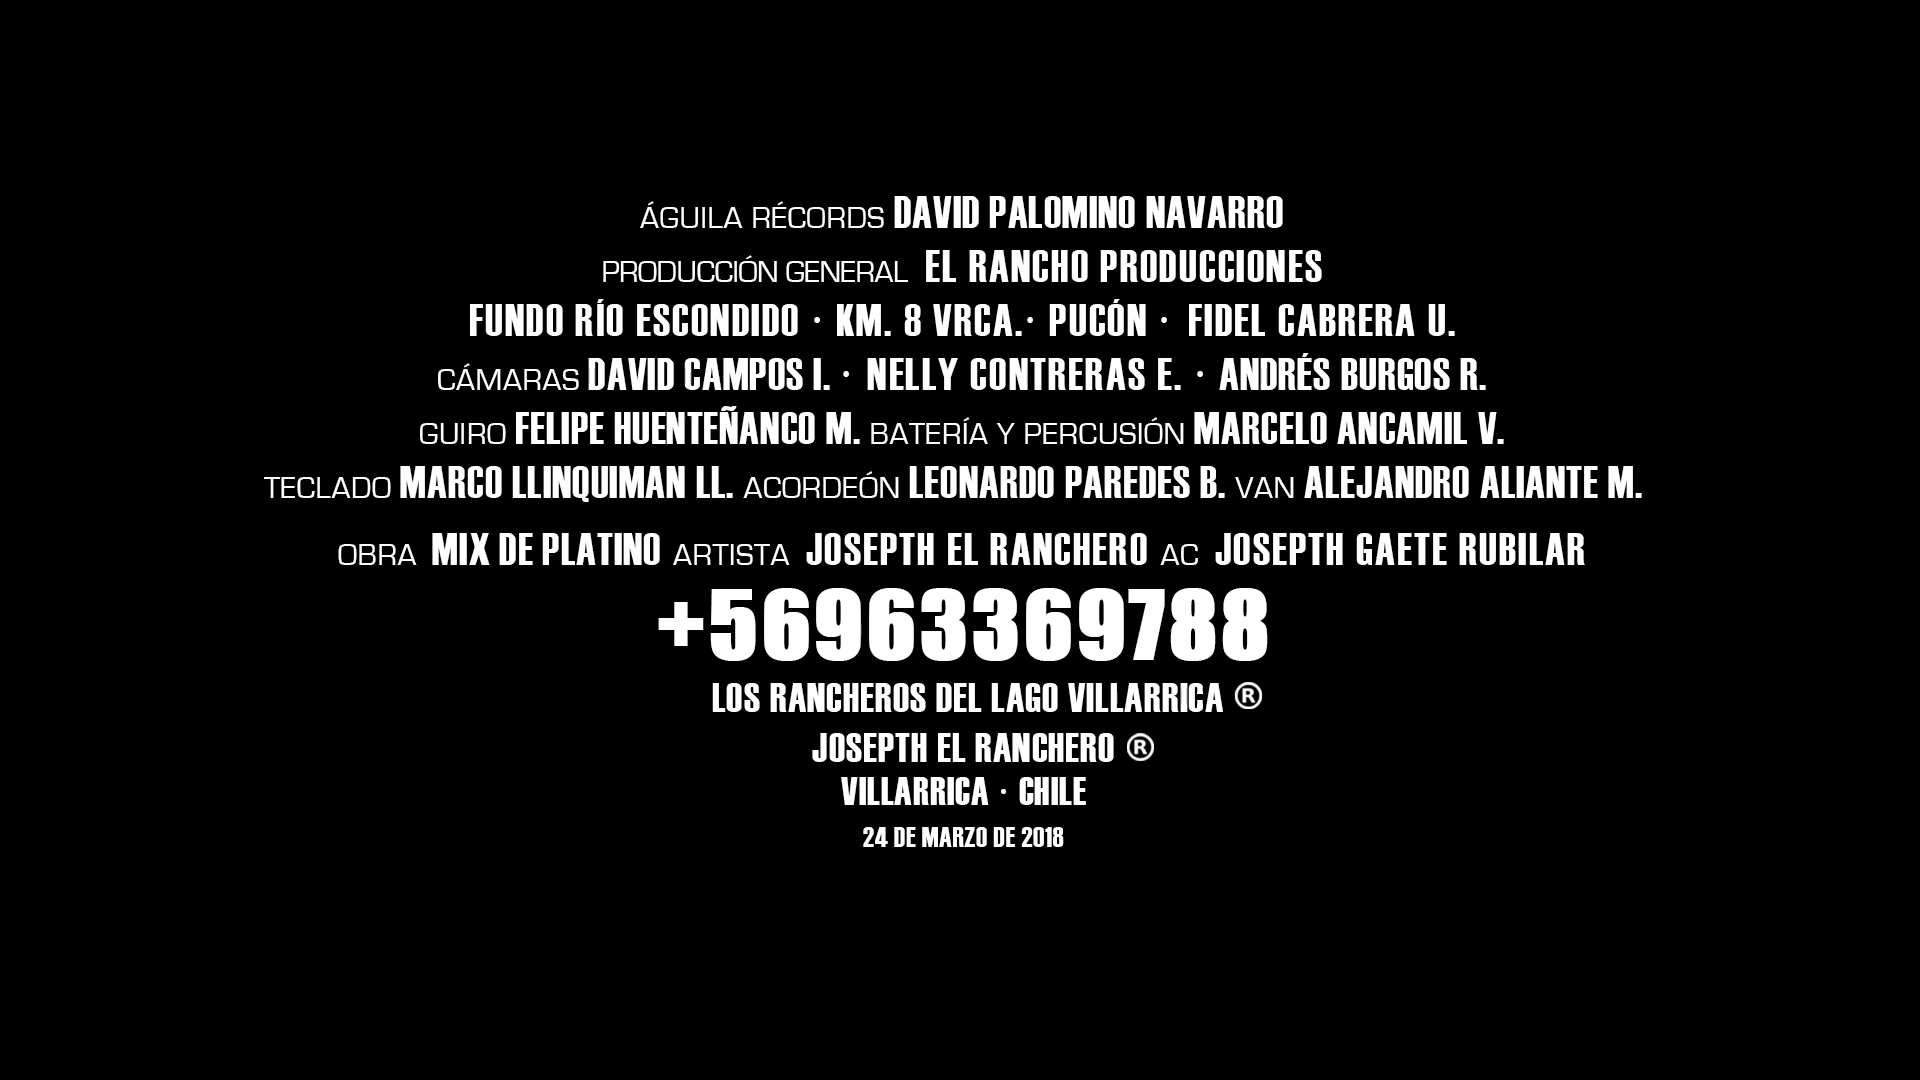 ÁGUILA RÉCORDS DAVID PALOMINO NAVARRO
PRODUCCIÓN GENERAL EL RANCHO PRODUCCIONES
FUNDO RÍO ESCONDIDO · KM. 8 VRCA.· PUCÓN · FIDEL CABRERA U.
CÁMARAS DAVID CAMPOS I. · NELLY CONTRERAS E. · ANDRÉS BURGOS R.
GUIRO FELIPE HUENTEÑANCO M. BATERÍA Y PERCUSIÓN MARCELO ANCAMIL V.
TECLADO MARCO LLINQUIMAN LL. ACORDEÓN LEONARDO PAREDES B. VAN ALEJANDRO ALIANTE M.
OBRA MIX DE PLATINO ARTISTA JOSEPTH EL RANCHERO AC JOSEPTH GAETE RUBILAR
+56963369788
LOS RANCHEROS DEL LAGO VILLARRICA ®
JOSEPTH EL RANCHERO ®
VILLARRICA · CHILE
24 DE MARZO DE 2018